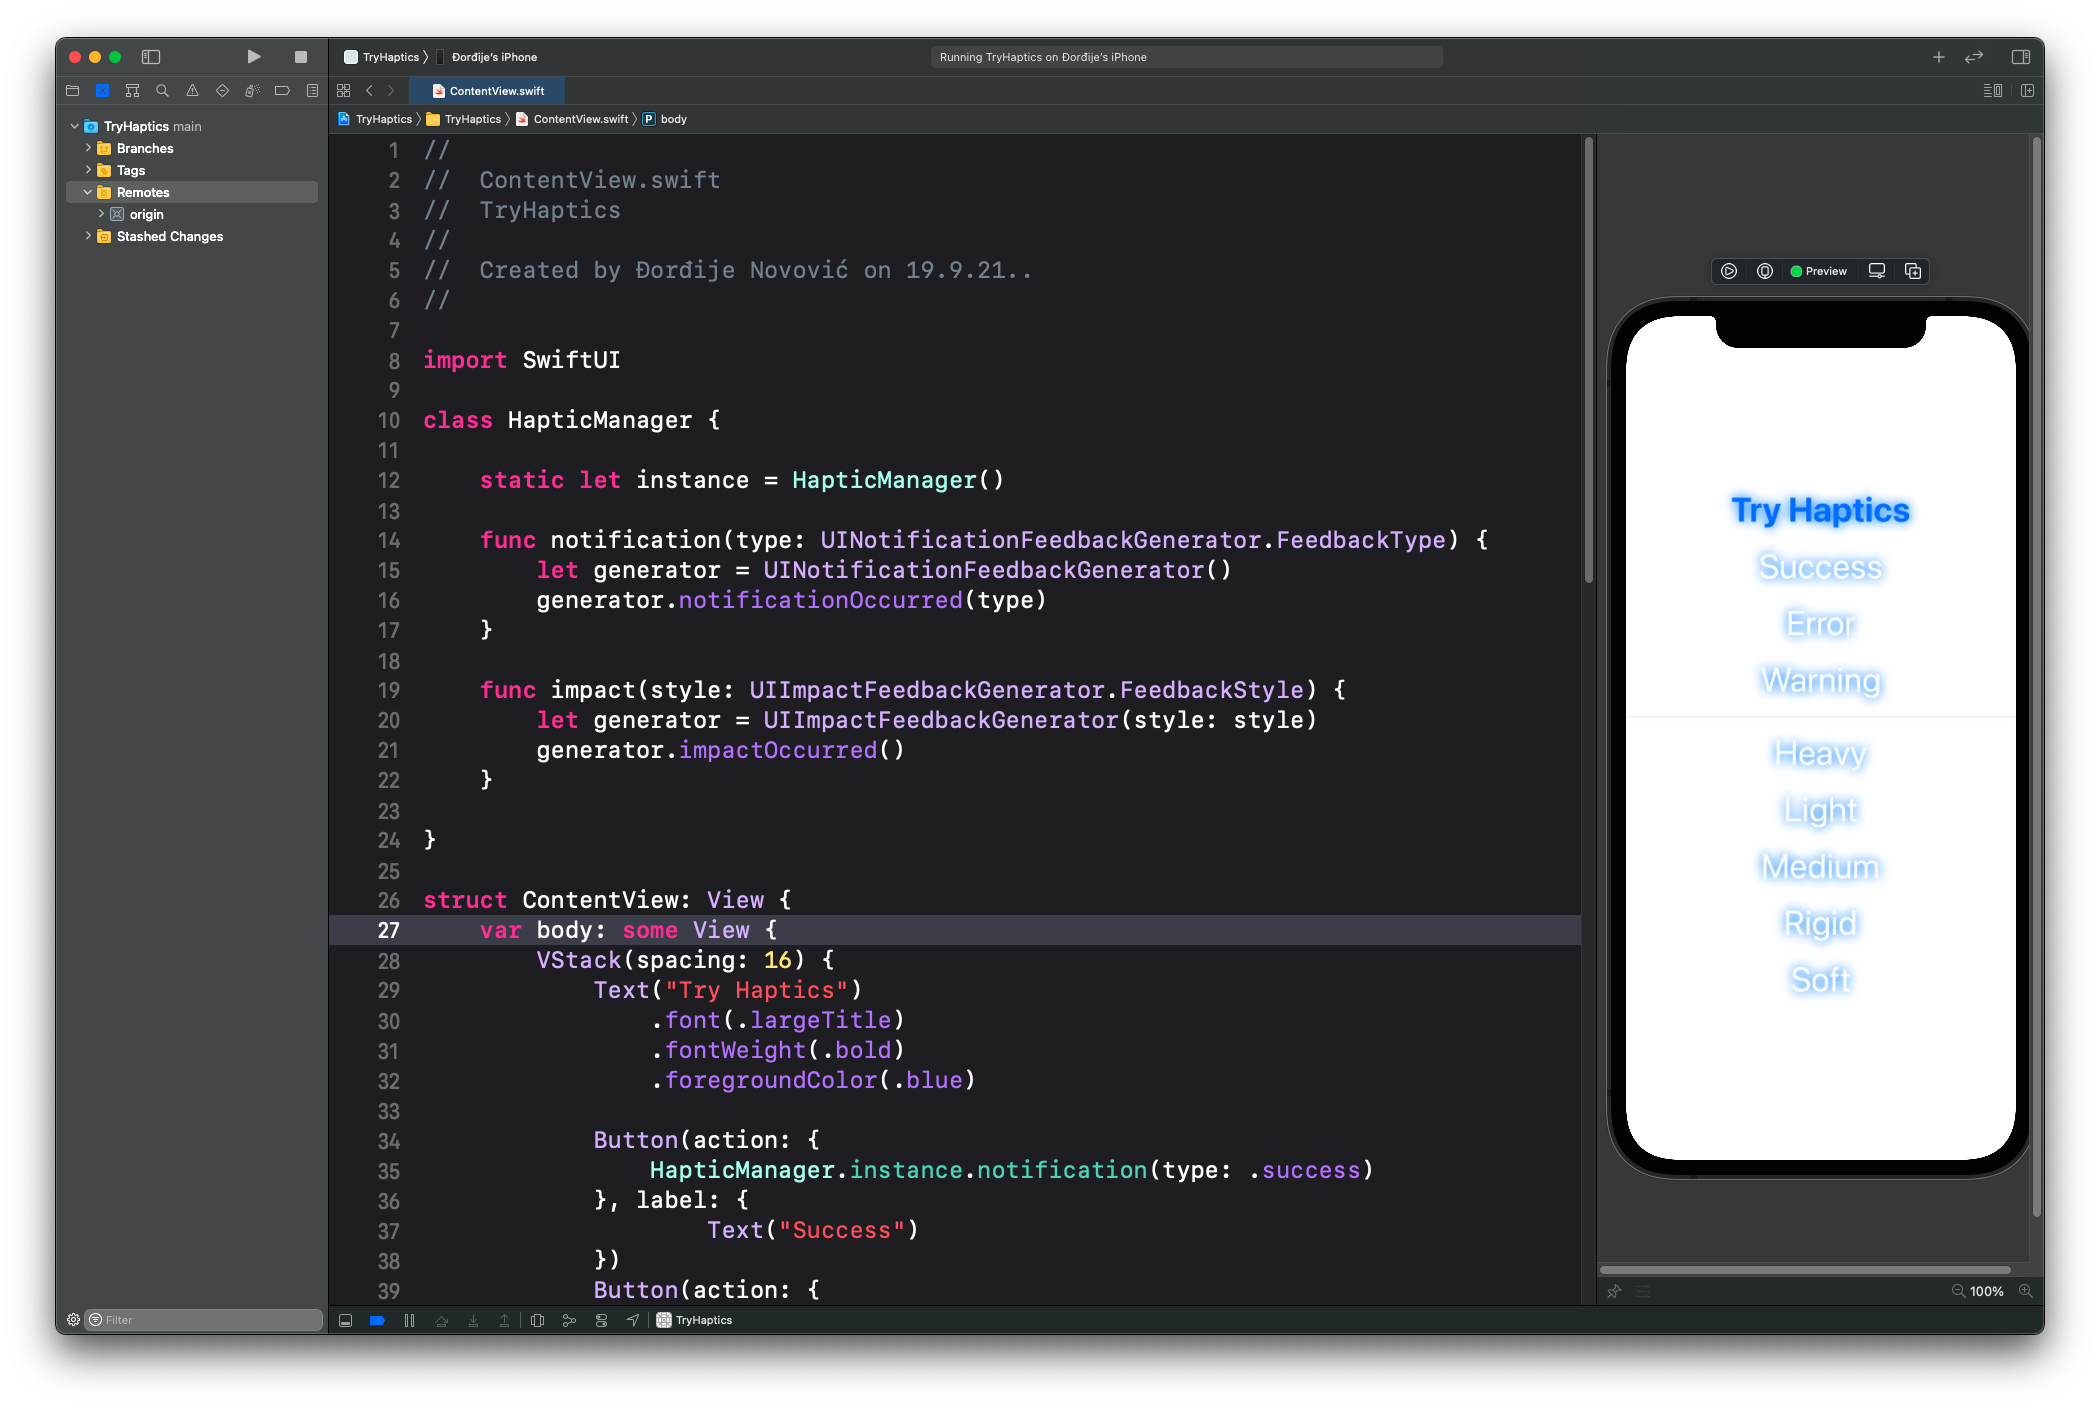 TryHaptics
Đorđije's iPhone
Running TryHaptics on Đorđije's iPhone
ContentView.swift
TryHaptics
TryHaptics
ContentView.swift
P
body
TryHaptics main
Branches
Tags
Remotes
origin
Stashed Changes
1 //
2 //  ContentView.swift
3 //  TryHaptics
4 //
5 //  Created by Đorđije Novović on 19.9.21..
6 //
7
8 import SwiftUI
9
10 class HapticManager {
11
12     static let instance = HapticManager()
13
14     func notification(type: UINotificationFeedbackGenerator.FeedbackType) {
15         let generator = UINotificationFeedbackGenerator()
16         generator.notificationOccurred(type)
17     }
18
19     func impact(style: UIImpactFeedbackGenerator.FeedbackStyle) {
20         let generator = UIImpactFeedbackGenerator(style: style)
21         generator.impactOccurred()
22     }
23
24 }
25
26 struct ContentView: View {
27     var body: some View {
28         VStack(spacing: 16) {
29             Text("Try Haptics")
30                 .font(.largeTitle)
31                 .fontWeight(.bold)
32                 .foregroundColor(.blue)
33
34             Button(action: {
35                 HapticManager.instance.notification(type: .success)
36             }, label: {
37                     Text("Success")
38             })
39             Button(action: {
Preview
Try Haptics
Success
Error
Warning
Heavy
Light
Medium
Rigid
Soft
100%
Filter
TryHaptics